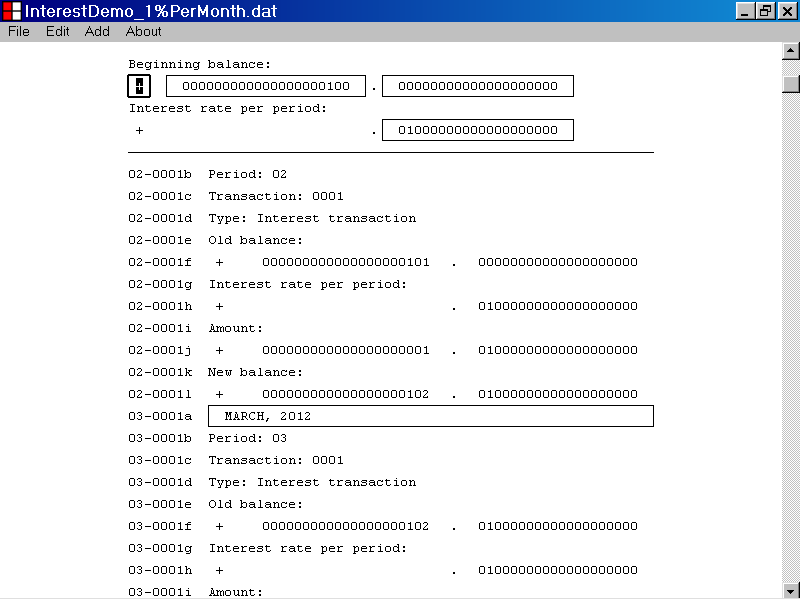 InterestDemo_1%PerMonth.dat
File Edit Add About
Beginning balance:
+ 000000000000000000100 . 00000000000000000000
Interest rate per period:
+ . 01000000000000000000
02-0001b Period: 02
02-0001c Transaction: 0001
02-0001d Type: Interest transaction
02-0001e Old balance:
02-0001f + 000000000000000000101 . 00000000000000000000
02-0001g Interest rate per period:
02-0001h + . 01000000000000000000
02-0001i Amount:
02-0001j + 000000000000000000001 . 01000000000000000000
02-0001k New balance:
02-0001l + 000000000000000000102 . 01000000000000000000
03-0001a MARCH, 2012
03-0001b Period: 03
03-0001c Transaction: 0001
03-0001d Type: Interest transaction
03-0001e Old balance:
03-0001f + 000000000000000000102 . 01000000000000000000
03-0001g Interest rate per period:
03-0001h + . 01000000000000000000
03-0001i Amount: